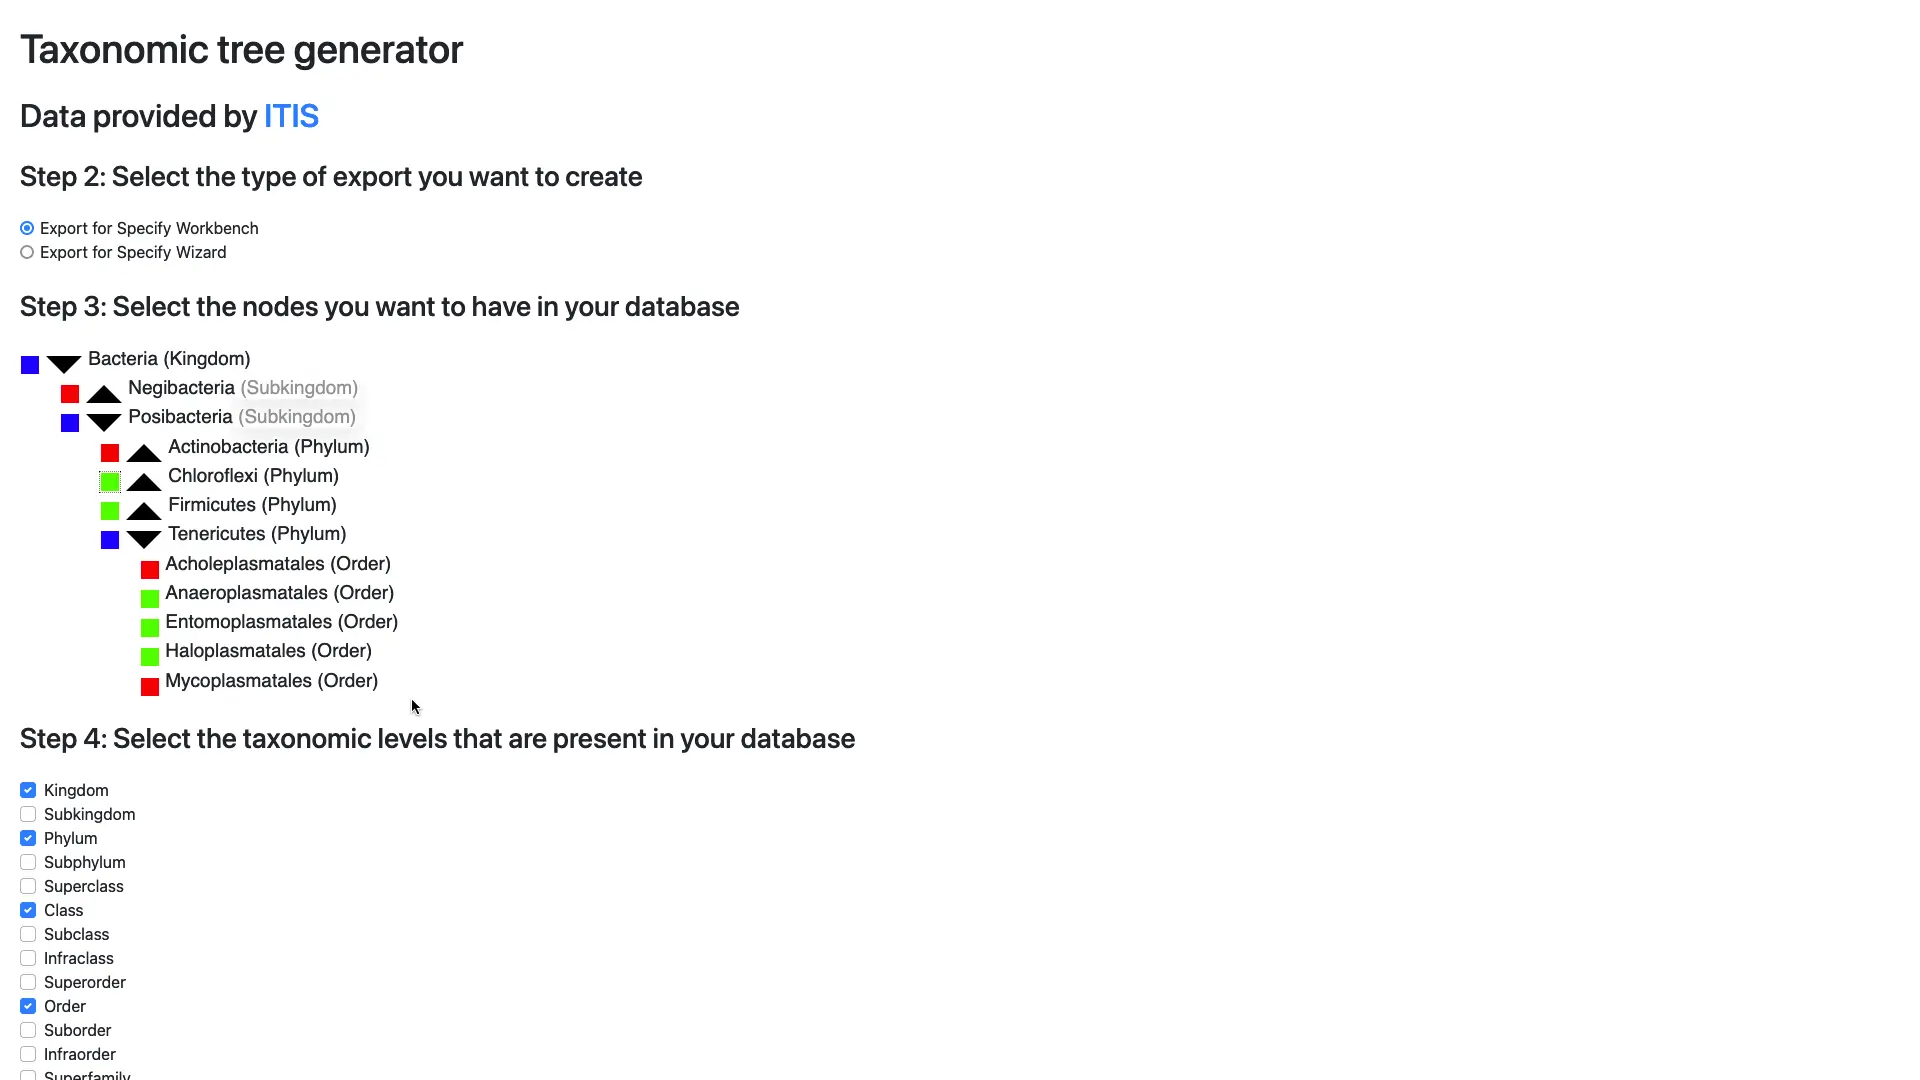 Taxonomic tree generator
Data provided by ITIS
Step 2: Select the type of export you want to create
Export for Specify Workbench
Export for Specify Wizard
Step 3: Select the nodes you want to have in your database
Bacteria (Kingdom)
Negibacteria (Subkingdom)
Posibacteria (Subkingdom)
Actinobacteria (Phylum)
Chloroflexi (Phylum)
Firmicutes (Phylum)
Tenericutes (Phylum)
Acholeplasmatales (Order)
Anaeroplasmatales (Order)
Entomoplasmatales (Order)
Haloplasmatales (Order)
Mycoplasmatales (Order)
Step 4: Select the taxonomic levels that are present in your database
Kingdom
Subkingdom
Phylum
Subphylum
Superclass
Class
Subclass
Infraclass
Superorder
Order
Suborder
Infraorder
Superfamily